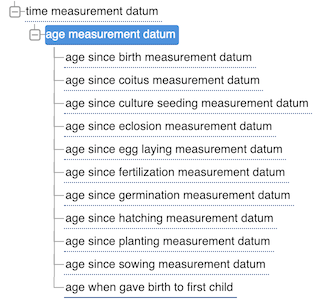 time measurement datum
age measurement datum
age since birth measurement datum
age since coitus measurement datum
age since culture seeding measurement datum
age since eclosion measurement datum
age since egg laying measurement datum
age since fertilization measurement datum
age since germination measurement datum
age since hatching measurement datum
age since planting measurement datum
age since sowing measurement datum
age when gave birth to first child